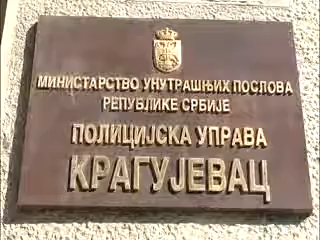 МИНИСТАРСТВО УНУТРАШЊИХ ПОСЛОВА
РЕПУБЛИКЕ СРБИЈЕ
ПОЛИЦИЈСКА УПРАВА
КРАГУЈЕВАЦ